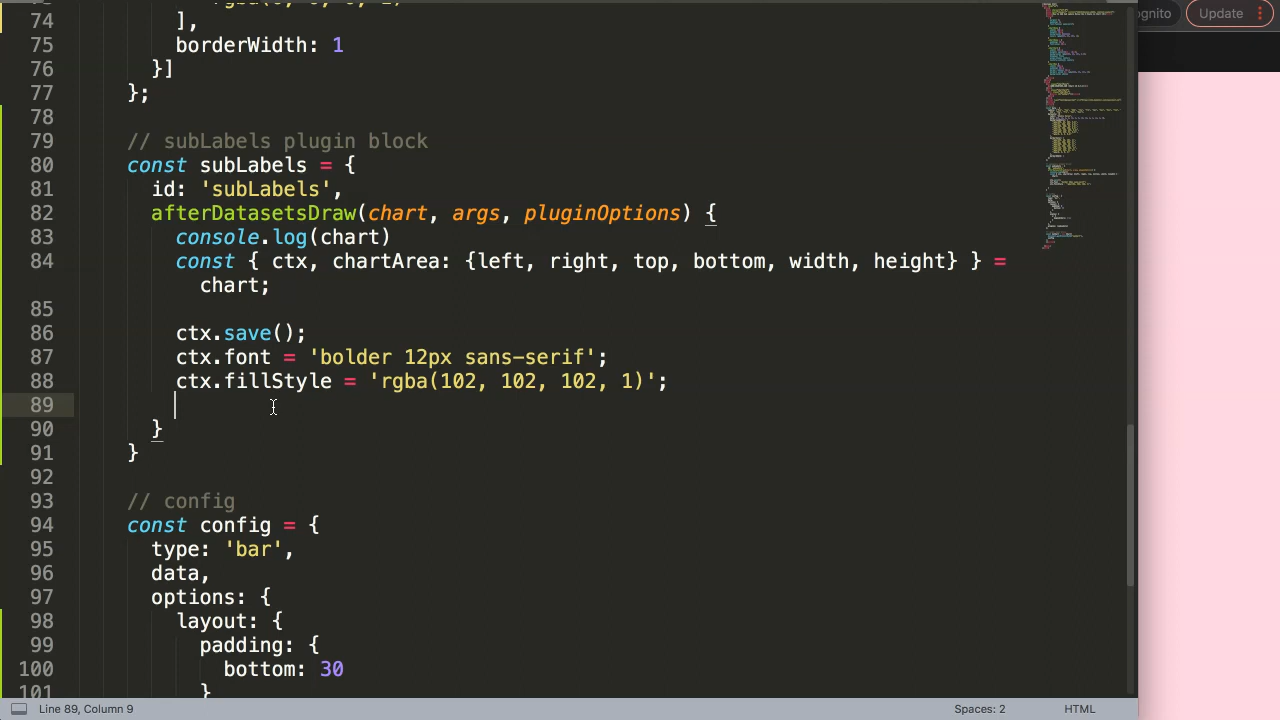 74 ],
75 borderWidth: 1
76 }]
77 };
78
79 // subLabels plugin block
80 const subLabels = {
81 id: 'subLabels',
82 afterDatasetsDraw(chart, args, pluginOptions) {
83 console.log(chart)
84 const { ctx, chartArea: {left, right, top, bottom, width, height} } =
chart;
85
86 ctx.save();
87 ctx.font = 'bolder 12px sans-serif';
88 ctx.fillStyle = 'rgba(102, 102, 102, 1)';
89
90 }
91 }
92
93 // config
94 const config = {
95 type: 'bar',
96 data,
97 options: {
98 layout: {
99 padding: {
100 bottom: 30
101 }
Line 89, Column 9
Spaces: 2
HTML
Update